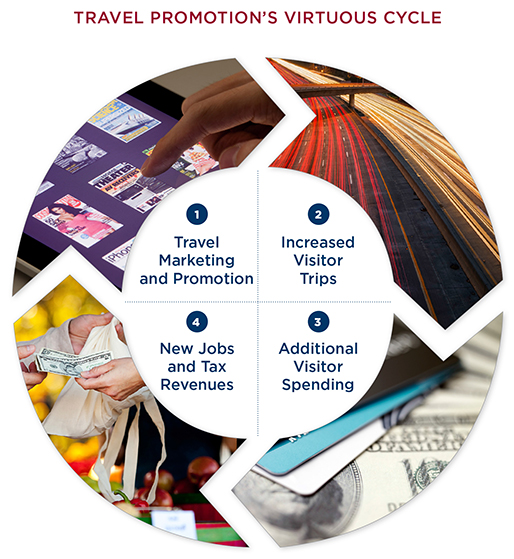 TRAVEL PROMOTION'S VIRTUOUS CYCLE
1
Travel
Marketing
and Promotion
2
Increased
Visitor
Trips
3
Additional
Visitor
Spending
4
New Jobs
and Tax
Revenues
THEATER